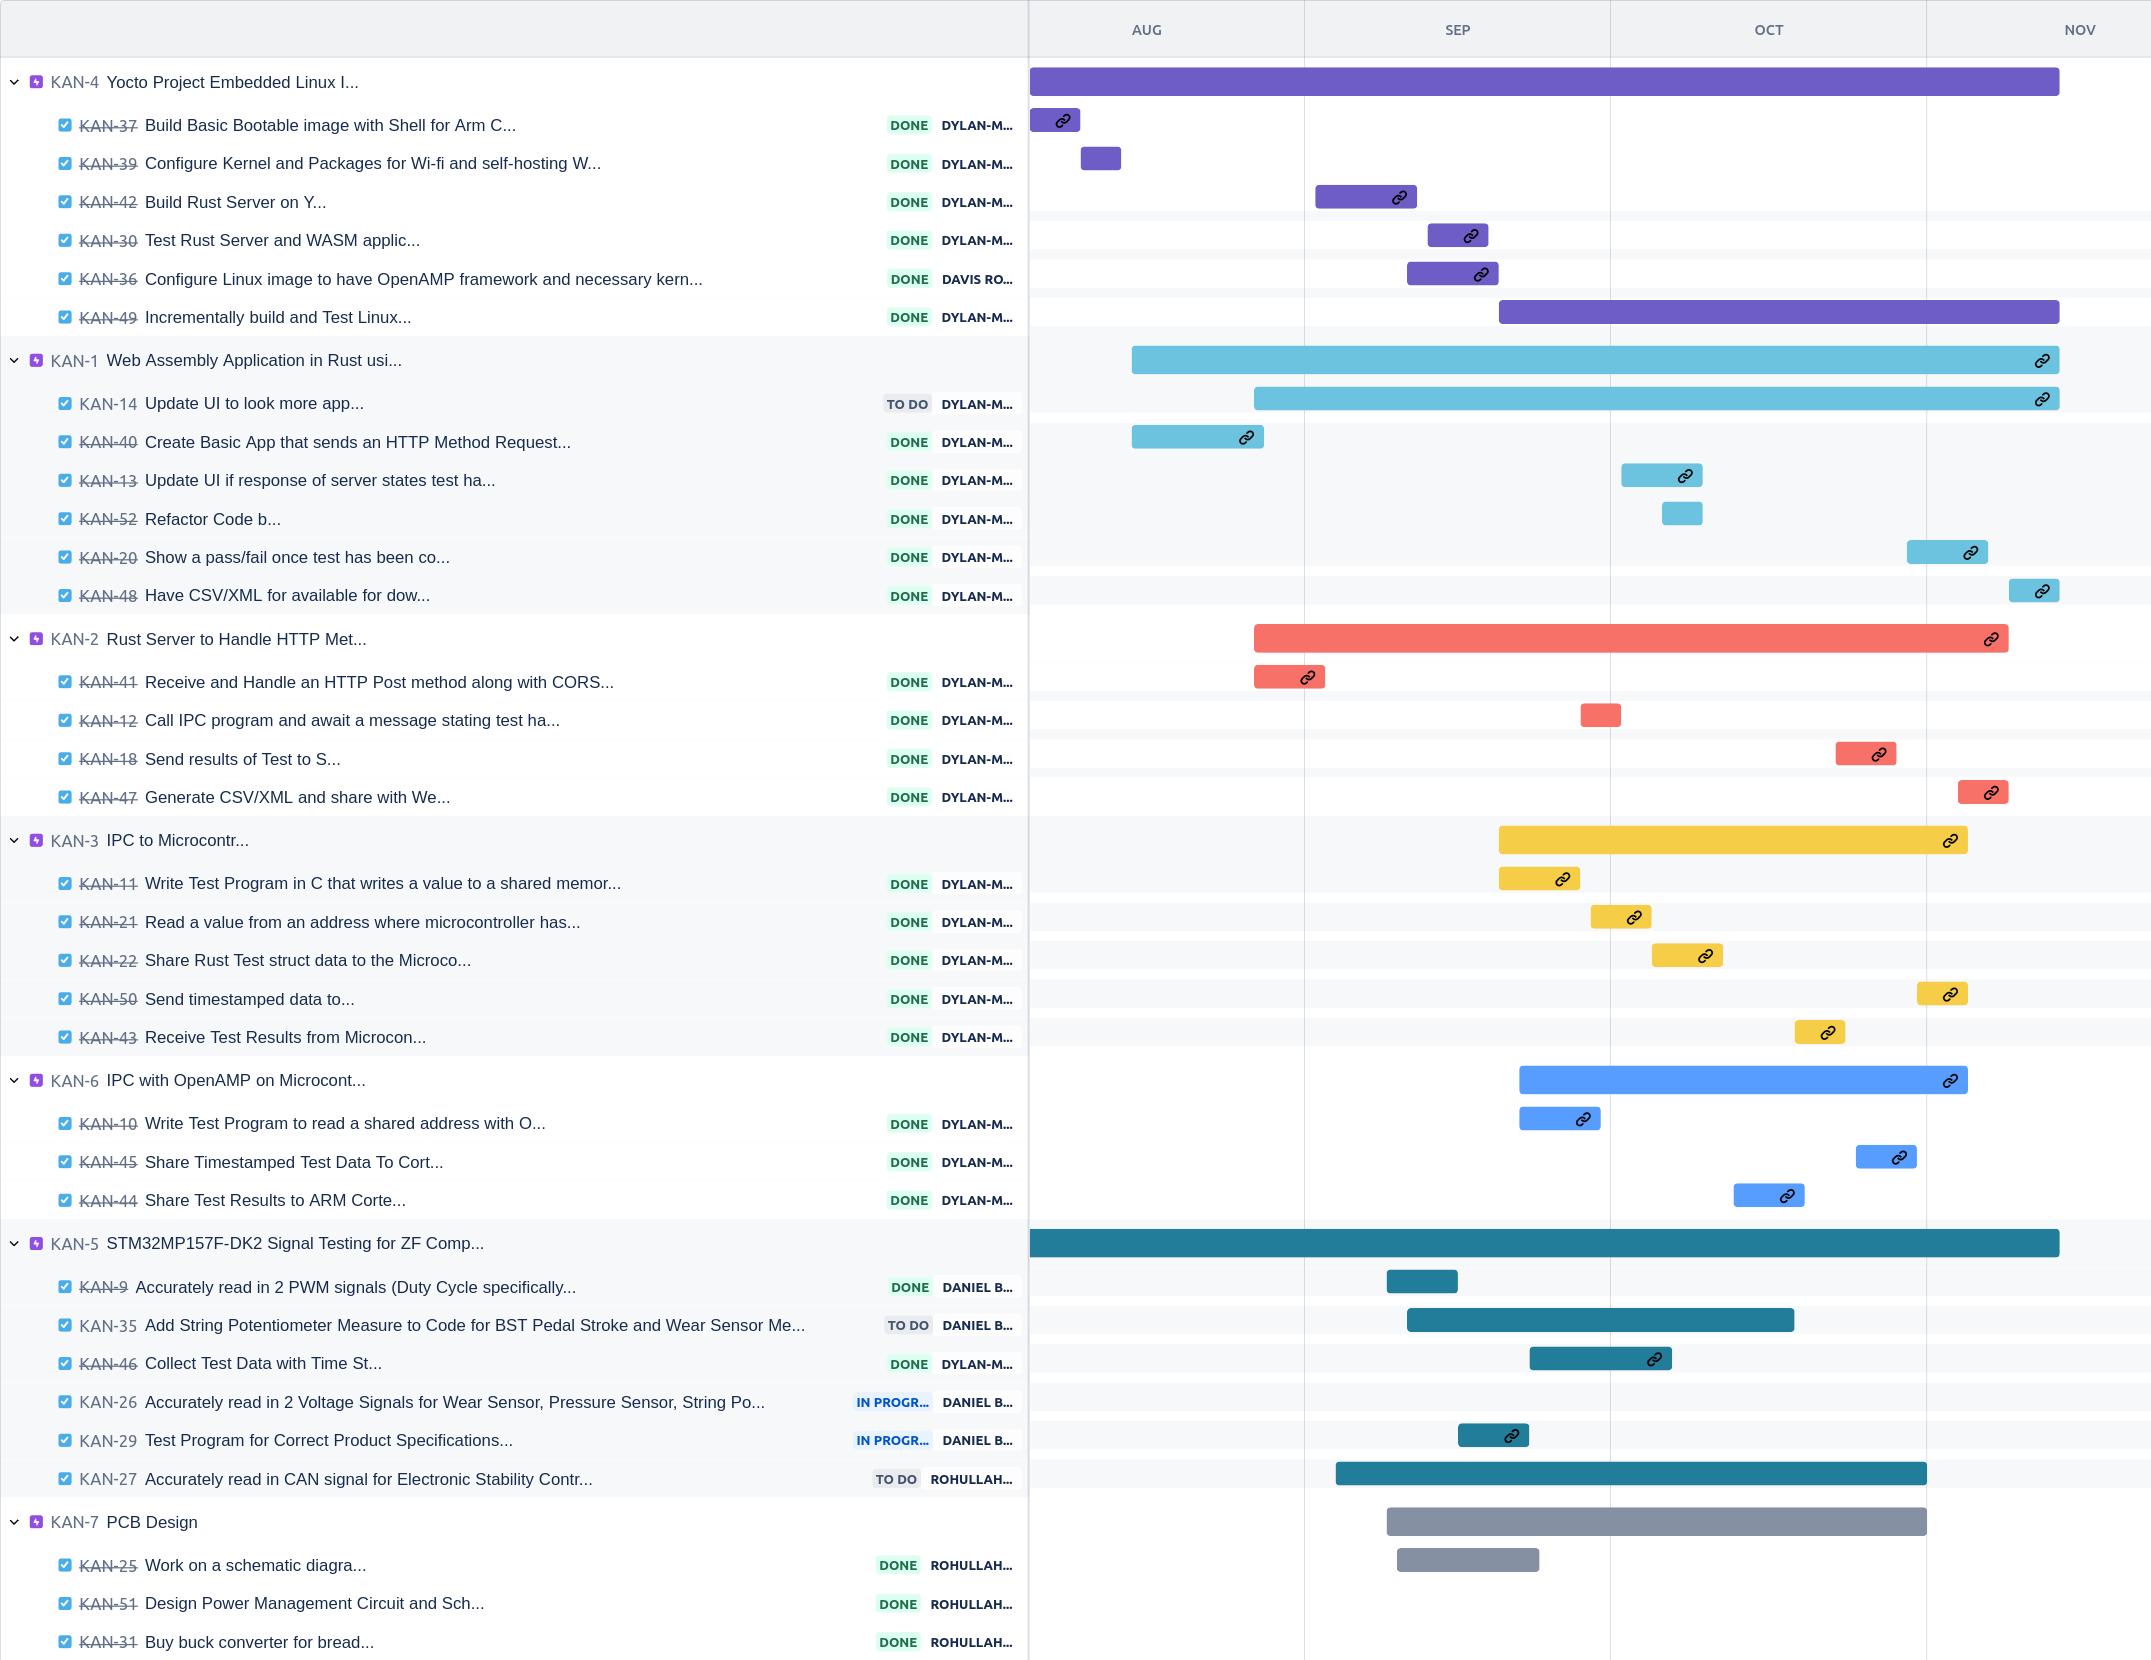 AUG SEP OCT NOV
KAN-4 Yocto Project Embedded Linux I...
KAN-37 Build Basic Bootable image with Shell for Arm C... DONE DYLAN-M...
KAN-39 Configure Kernel and Packages for Wi-fi and self-hosting W... DONE DYLAN-M...
KAN-42 Build Rust Server on Y... DONE DYLAN-M...
KAN-30 Test Rust Server and WASM applic... DONE DYLAN-M...
KAN-36 Configure Linux image to have OpenAMP framework and necessary kern... DONE DAVIS RO...
KAN-49 Incrementally build and Test Linux... DONE DYLAN-M...
KAN-1 Web Assembly Application in Rust usi...
KAN-14 Update UI to look more app... TO DO DYLAN-M...
KAN-40 Create Basic App that sends an HTTP Method Request... DONE DYLAN-M...
KAN-13 Update UI if response of server states test ha... DONE DYLAN-M...
KAN-52 Refactor Code b... DONE DYLAN-M...
KAN-20 Show a pass/fail once test has been co... DONE DYLAN-M...
KAN-48 Have CSV/XML for available for dow... DONE DYLAN-M...
KAN-2 Rust Server to Handle HTTP Met...
KAN-41 Receive and Handle an HTTP Post method along with CORS... DONE DYLAN-M...
KAN-12 Call IPC program and await a message stating test ha... DONE DYLAN-M...
KAN-18 Send results of Test to S... DONE DYLAN-M...
KAN-47 Generate CSV/XML and share with We... DONE DYLAN-M...
KAN-3 IPC to Microcontr...
KAN-11 Write Test Program in C that writes a value to a shared memor... DONE DYLAN-M...
KAN-21 Read a value from an address where microcontroller has... DONE DYLAN-M...
KAN-22 Share Rust Test struct data to the Microco... DONE DYLAN-M...
KAN-50 Send timestamped data to... DONE DYLAN-M...
KAN-43 Receive Test Results from Microcon... DONE DYLAN-M...
KAN-6 IPC with OpenAMP on Microcont...
KAN-10 Write Test Program to read a shared address with O... DONE DYLAN-M...
KAN-45 Share Timestamped Test Data To Cort... DONE DYLAN-M...
KAN-44 Share Test Results to ARM Corte... DONE DYLAN-M...
KAN-5 STM32MP157F-DK2 Signal Testing for ZF Comp...
KAN-9 Accurately read in 2 PWM signals (Duty Cycle specifically... DONE DANIEL B...
KAN-35 Add String Potentiometer Measure to Code for BST Pedal Stroke and Wear Sensor Me... TO DO DANIEL B...
KAN-46 Collect Test Data with Time St... DONE DYLAN-M...
KAN-26 Accurately read in 2 Voltage Signals for Wear Sensor, Pressure Sensor, String Po... IN PROGR... DANIEL B...
KAN-29 Test Program for Correct Product Specifications... IN PROGR... DANIEL B...
KAN-27 Accurately read in CAN signal for Electronic Stability Contr... TO DO ROHULLAH...
KAN-7 PCB Design
KAN-25 Work on a schematic diagra... DONE ROHULLAH...
KAN-51 Design Power Management Circuit and Sch... DONE ROHULLAH...
KAN-31 Buy buck converter for bread... DONE ROHULLAH...